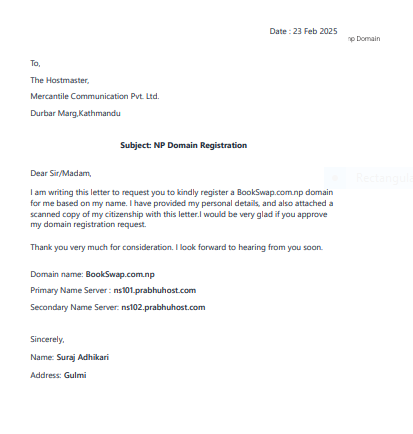 Date : 23 Feb 2025
np Domain
To,
The Hostmaster,
Mercantile Communication Pvt. Ltd.
Durbar Marg,Kathmandu
Subject: NP Domain Registration
Dear Sir/Madam,
Rectangul
I am writing this letter to request you to kindly register a BookSwap.com.np domain
for me based on my name. I have provided my personal details, and also attached a
scanned copy of my citizenship with this letter.I would be very glad if you approve
my domain registration request.
Thank you very much for consideration. I look forward to hearing from you soon.
Domain name: BookSwap.com.np
Primary Name Server : ns101.prabhuhost.com
Secondary Name Server: ns102.prabhuhost.com
Sincerely,
Name: Suraj Adhikari
Address: Gulmi